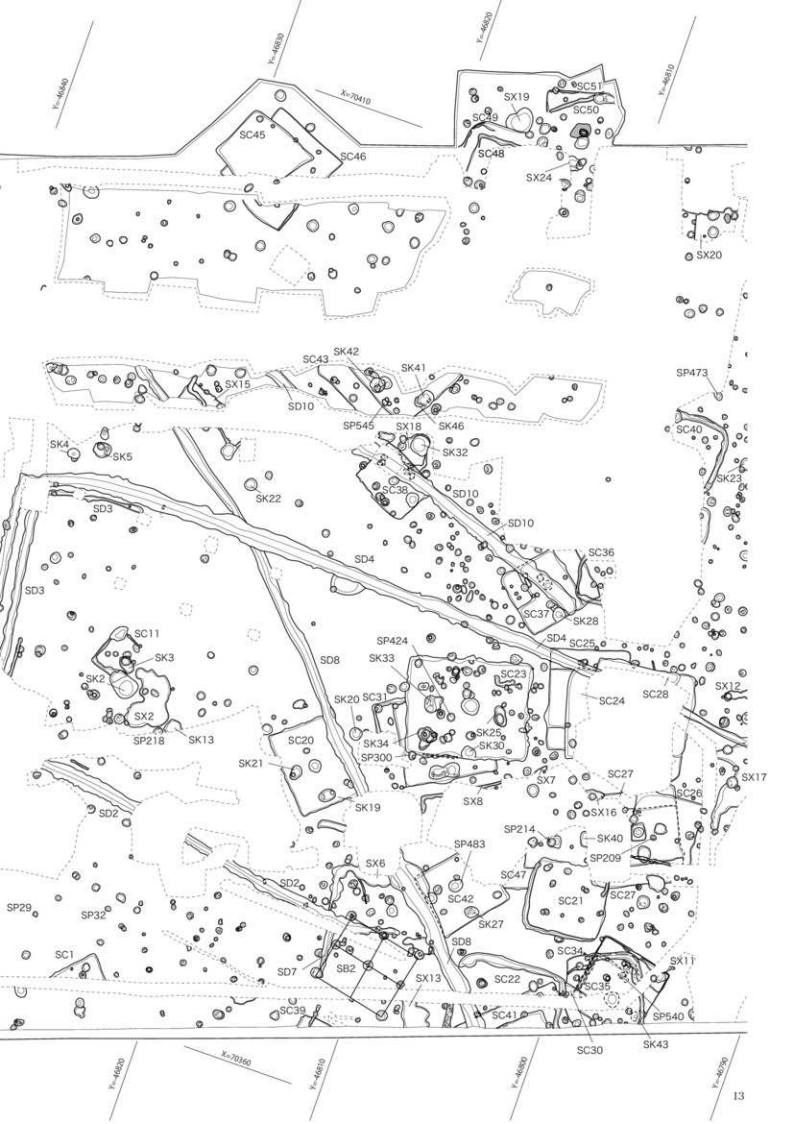 Y=-46840
Y=-46830
Y=-46820
Y=-46810
X=70410
SC51
SX19
SC50
SC49
SC45
SC46
SC48
SX24
SX20
SK42
SC43
SK41
SX15
SD10
SP545
SX18
SK46
SP473
SC40
SK4
SK5
SK32
SK22
SC38
SD10
SK23
SD3
SD10
SD4
SC36
SD3
SC37
SK28
SD4
SC11
SP424
SC25
SK3
SK33
SD8
SC23
SK2
SC24
SC28
SX12
SX2
SK20
SC31
SP218
SK13
SC20
SK34
SK25
SK21
SP300
SK30
SX7
SC27
SX17
SK19
SX8
SX16
SC26
SD2
SP214
SK40
SP483
SX6
SP209
SD2
SC47
SC42
SC21
SC27
SP29
SP32
SK27
SC1
SD8
SC34
SD7
SB2
SX13
SC22
SC35
SX11
SC39
SC41
SP540
SC30
SK43
Y=-46820
X=70360
Y=-46810
Y=-46800
Y=-46790
13